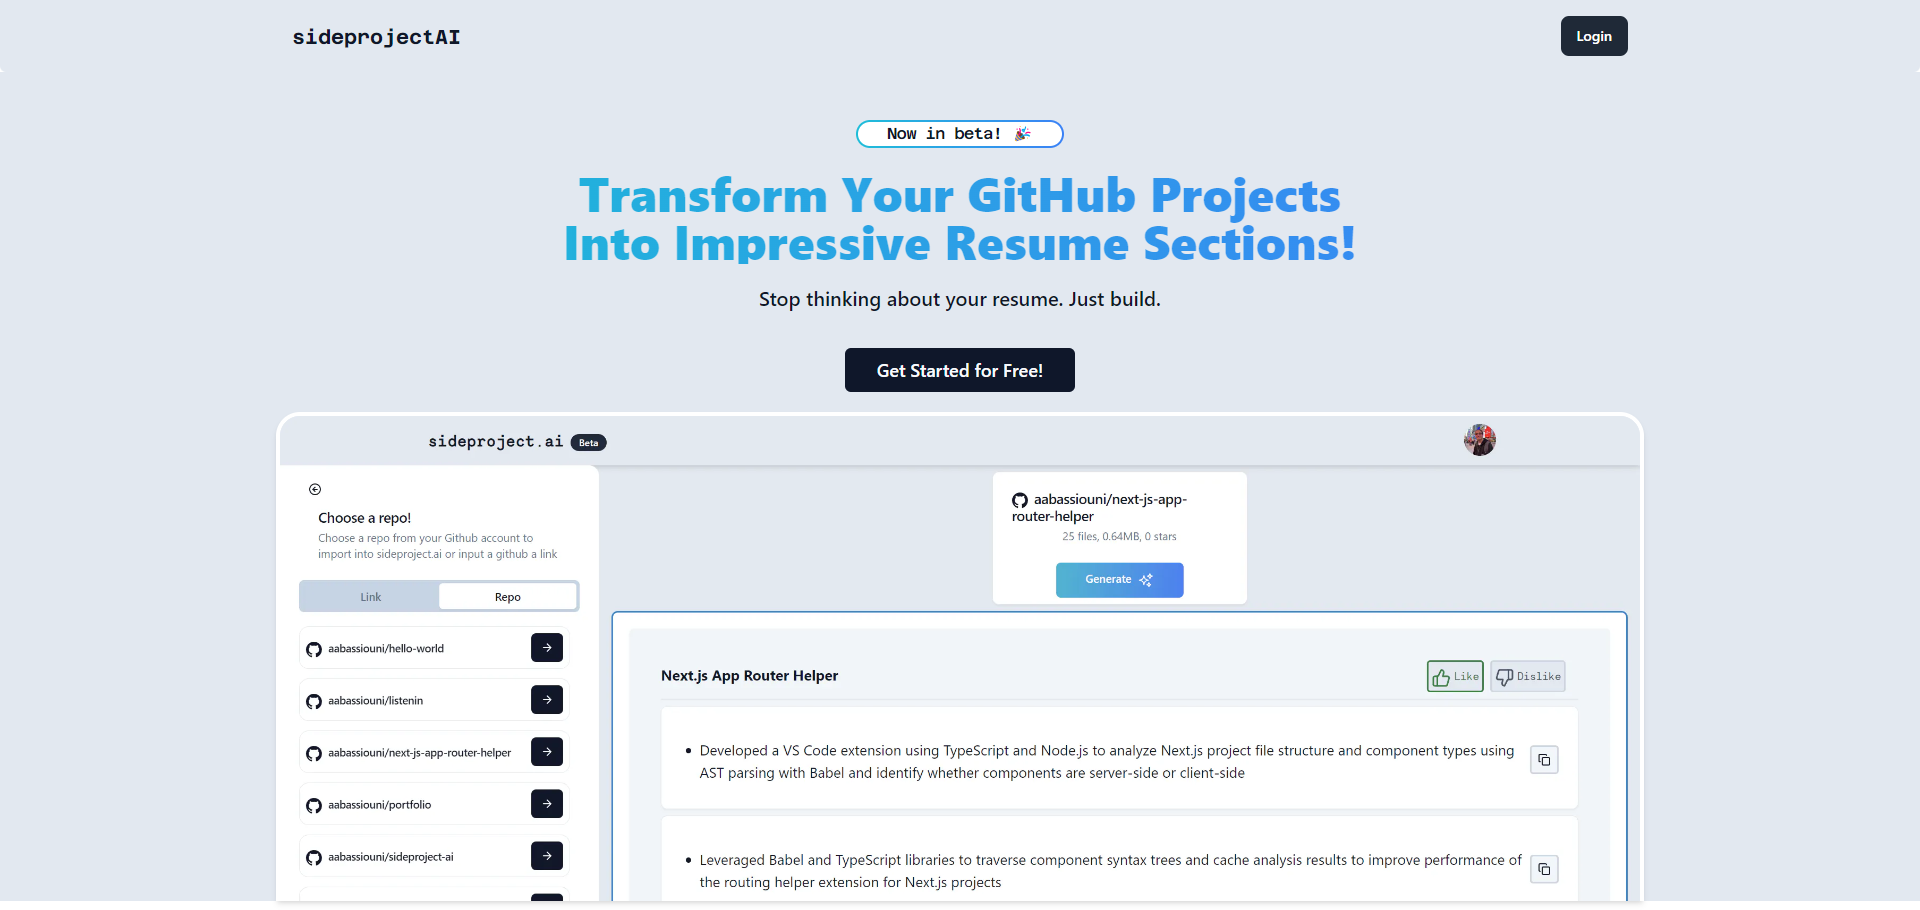 sideprojectAI
Login
Now in beta! 🎉
Transform Your GitHub Projects
Into Impressive Resume Sections!
Stop thinking about your resume. Just build.
Get Started for Free!
sideproject.ai Beta
Choose a repo!
Choose a repo from your Github account to
import into sideproject.ai or input a github a link
Link Repo
aabassiouni/hello-world
aabassiouni/listenin
aabassiouni/next-js-app-router-helper
aabassiouni/portfolio
aabassiouni/sideproject-ai
aabassiouni/next-js-app-
router-helper
25 files, 0.64MB, 0 stars
Generate
Next.js App Router Helper
Like Dislike
• Developed a VS Code extension using TypeScript and Node.js to analyze Next.js project file structure and component types using
AST parsing with Babel and identify whether components are server-side or client-side
• Leveraged Babel and TypeScript libraries to traverse component syntax trees and cache analysis results to improve performance of
the routing helper extension for Next.js projects